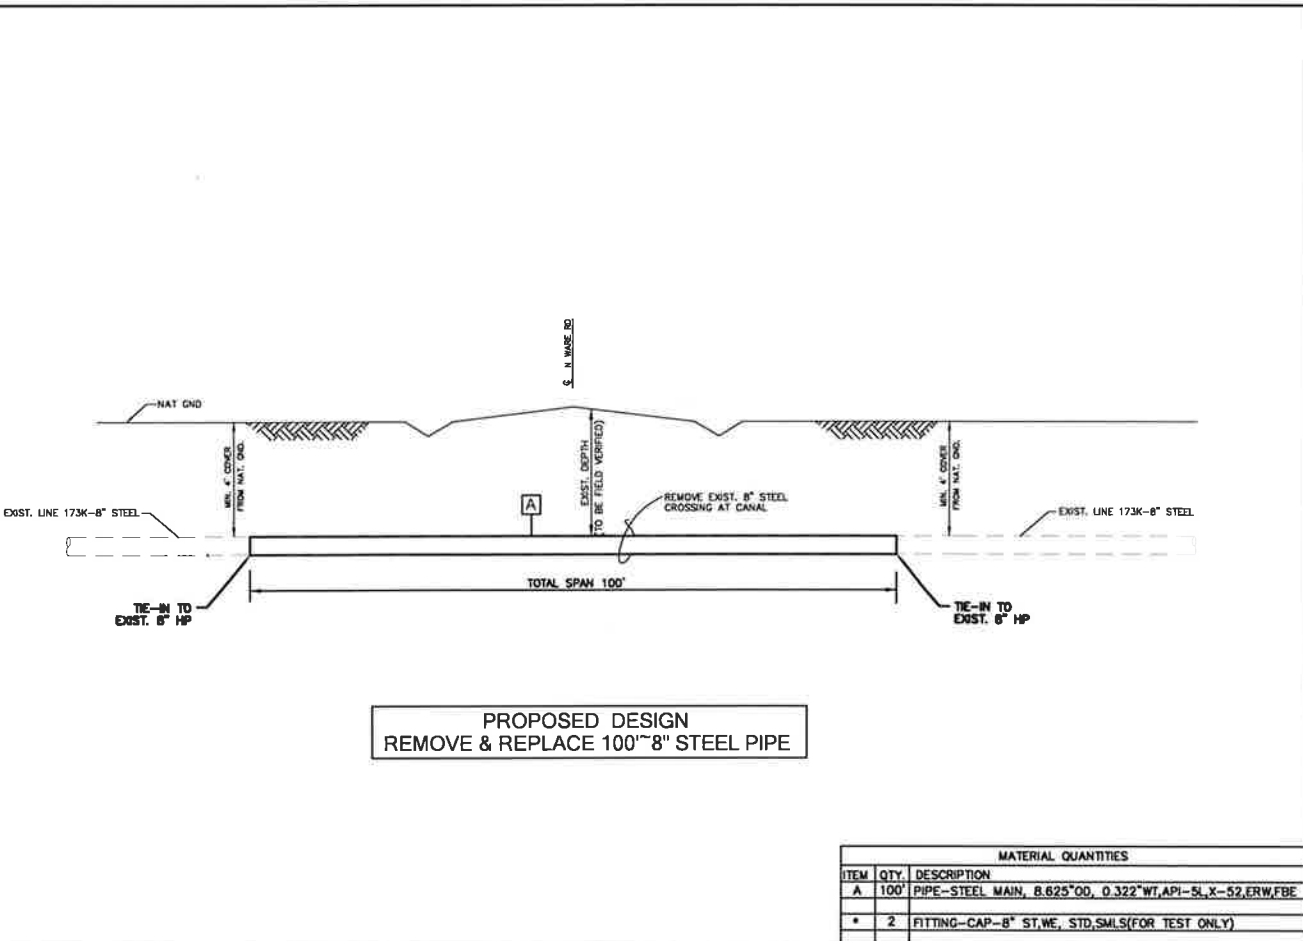 ℄ N WARE RD
NAT GND
MIN. 4' COVER
FROM NAT. GND.
EXIST. DEPTH
(TO BE FIELD VERIFIED)
MIN. 4' COVER
FROM NAT. GND.
A
REMOVE EXIST. 8" STEEL
CROSSING AT CANAL
EXIST. LINE 173K-8" STEEL
EXIST. LINE 173K-8" STEEL
TOTAL SPAN 100'
TIE-IN TO
EXIST. 8" HP
TIE-IN TO
EXIST. 8" HP
PROPOSED DESIGN
REMOVE & REPLACE 100'~8" STEEL PIPE
MATERIAL QUANTITIES
ITEM QTY. DESCRIPTION
A 100' PIPE-STEEL MAIN, 8.625"OD, 0.322"WT,API-5L,X-52,ERW,FBE
* 2 FITTING-CAP-8" ST,WE, STD,SMLS(FOR TEST ONLY)